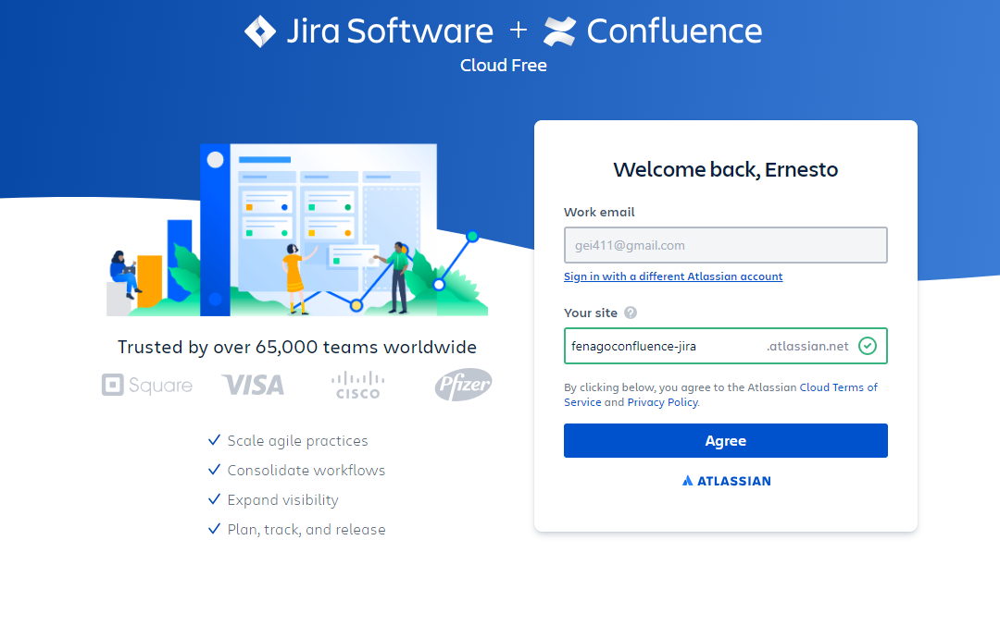 Jira Software + Confluence
Cloud Free
Welcome back, Ernesto
Work email
gei411@gmail.com
Sign in with a different Atlassian account
Your site ?
fenagoconfluence-jira .atlassian.net
By clicking below, you agree to the Atlassian Cloud Terms of
Service and Privacy Policy.
Agree
ATLASSIAN
Trusted by over 65,000 teams worldwide
Square VISA CISCO Pfizer
Scale agile practices
Consolidate workflows
Expand visibility
Plan, track, and release